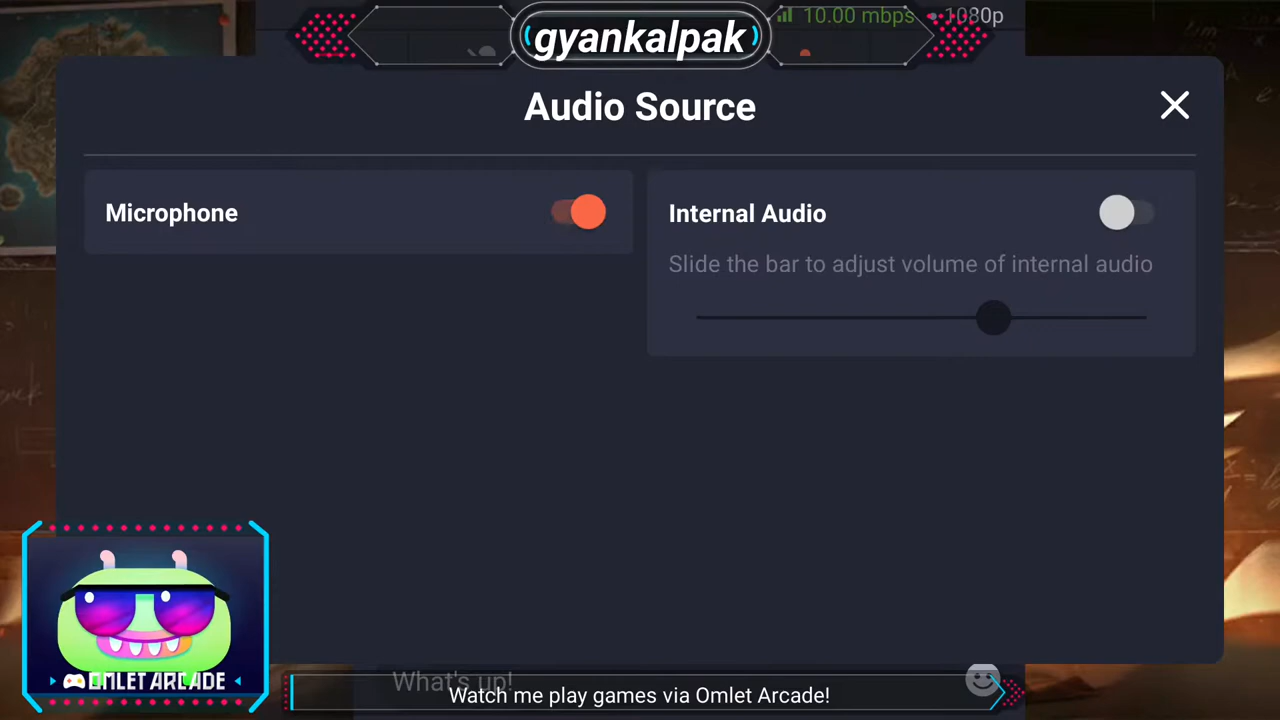 10.00 mbps 1080p
gyankalpak
Audio Source
Microphone
Internal Audio
Slide the bar to adjust volume of internal audio
What's up!
Watch me play games via Omlet Arcade!
OMLET ARCADE